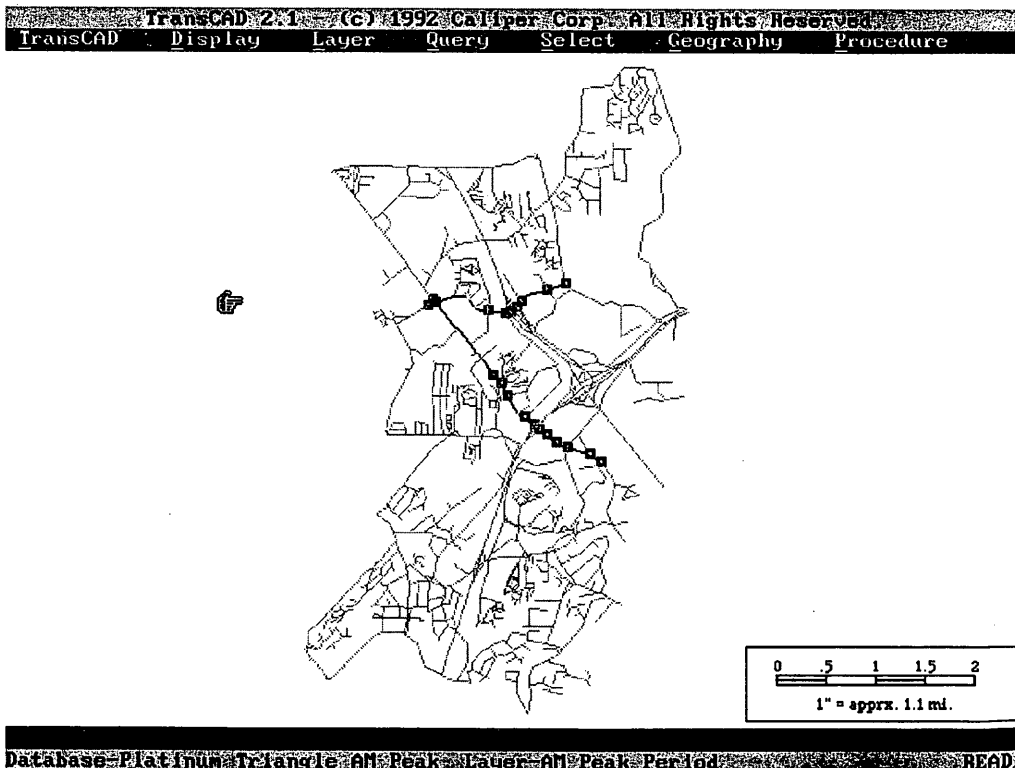 TransCAD 2.1 - (c) 1992 Caliper Corp. All Rights Reserved
TransCAD Display Layer Query Select Geography Procedure
0 .5 1 1.5 2
1" = apprx. 1.1 mi.
Database-Platinum Triangle AM Peak Layer-AM Peak Period READ